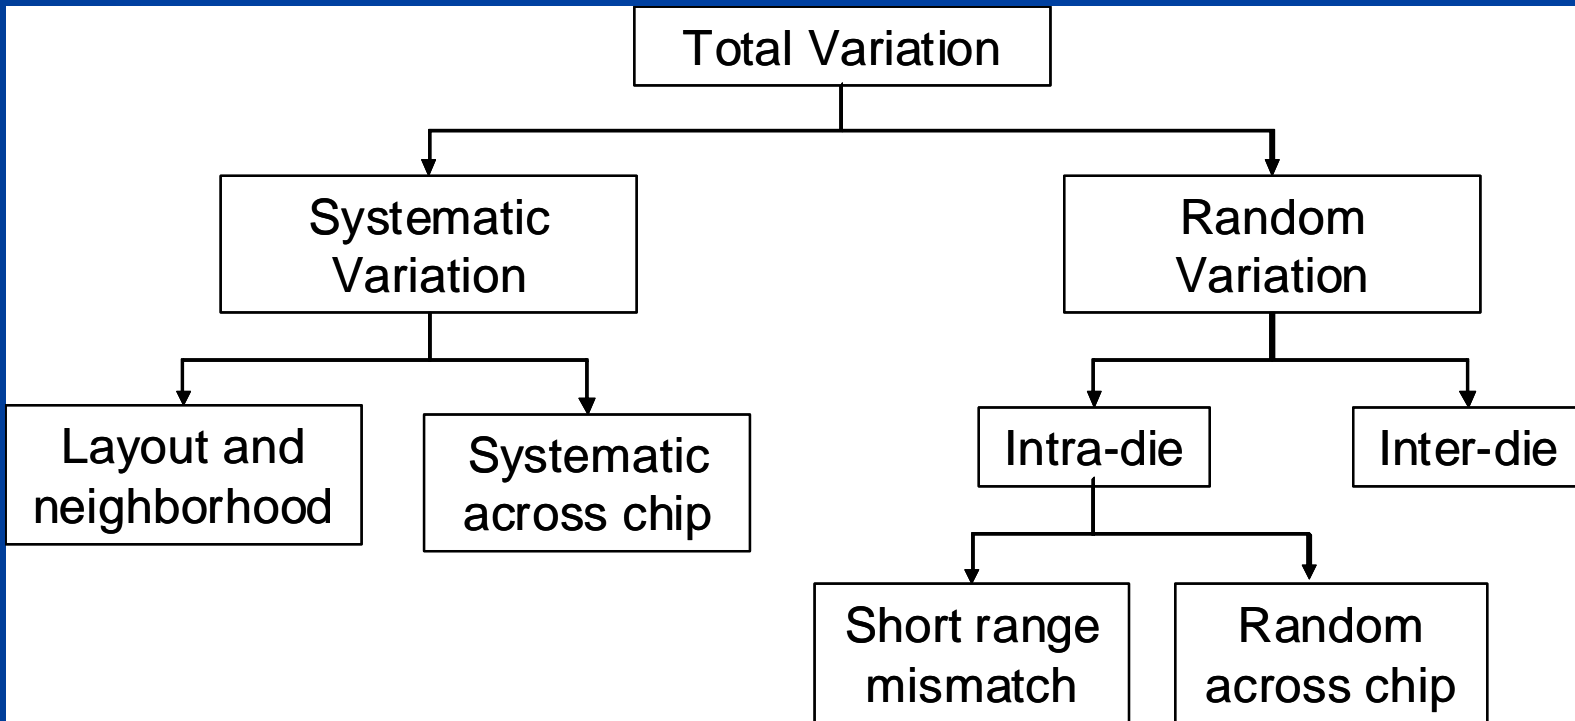 Total Variation
Systematic
Variation
Random
Variation
Layout and
neighborhood
Systematic
across chip
Intra-die
Inter-die
Short range
mismatch
Random
across chip